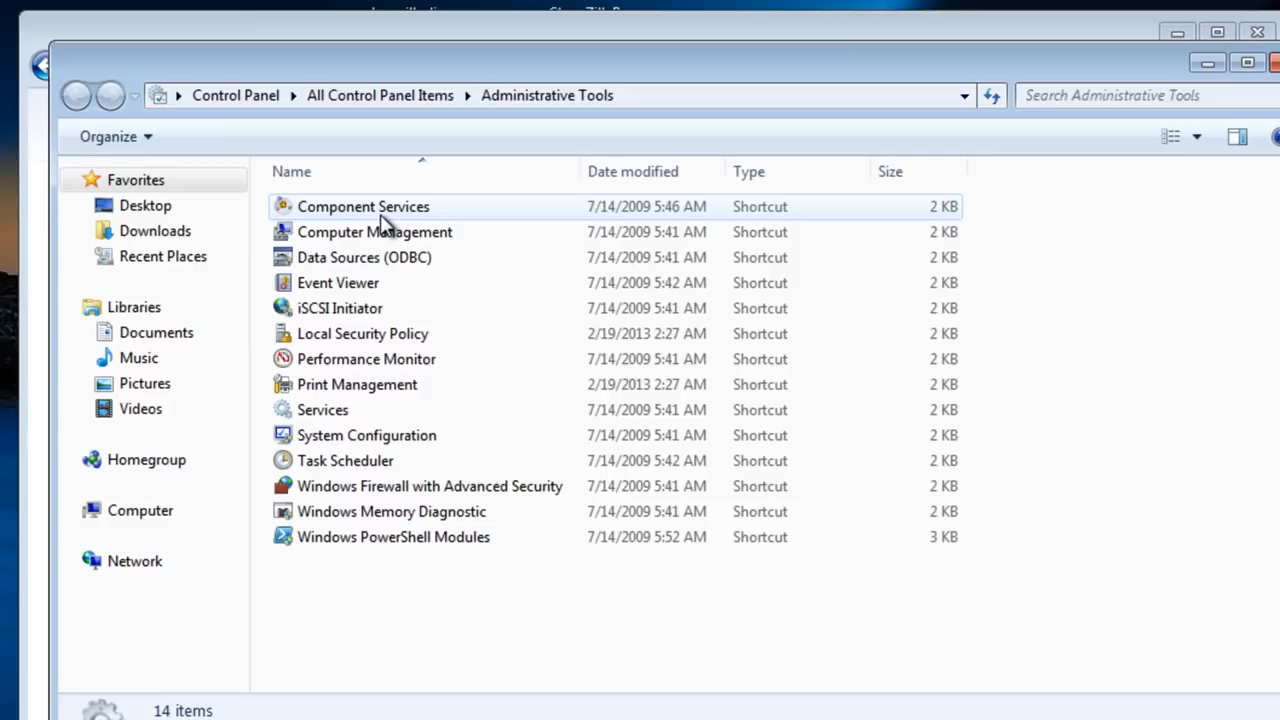 Control Panel All Control Panel Items Administrative Tools Search Administrative Tools
Organize
Name Date modified Type Size
Favorites
Desktop
Downloads
Recent Places
Libraries
Documents
Music
Pictures
Videos
Homegroup
Computer
Network
Component Services 7/14/2009 5:46 AM Shortcut 2 KB
Computer Management 7/14/2009 5:41 AM Shortcut 2 KB
Data Sources (ODBC) 7/14/2009 5:41 AM Shortcut 2 KB
Event Viewer 7/14/2009 5:42 AM Shortcut 2 KB
iSCSI Initiator 7/14/2009 5:41 AM Shortcut 2 KB
Local Security Policy 2/19/2013 2:27 AM Shortcut 2 KB
Performance Monitor 7/14/2009 5:41 AM Shortcut 2 KB
Print Management 2/19/2013 2:27 AM Shortcut 2 KB
Services 7/14/2009 5:41 AM Shortcut 2 KB
System Configuration 7/14/2009 5:41 AM Shortcut 2 KB
Task Scheduler 7/14/2009 5:42 AM Shortcut 2 KB
Windows Firewall with Advanced Security 7/14/2009 5:41 AM Shortcut 2 KB
Windows Memory Diagnostic 7/14/2009 5:41 AM Shortcut 2 KB
Windows PowerShell Modules 7/14/2009 5:52 AM Shortcut 3 KB
14 items